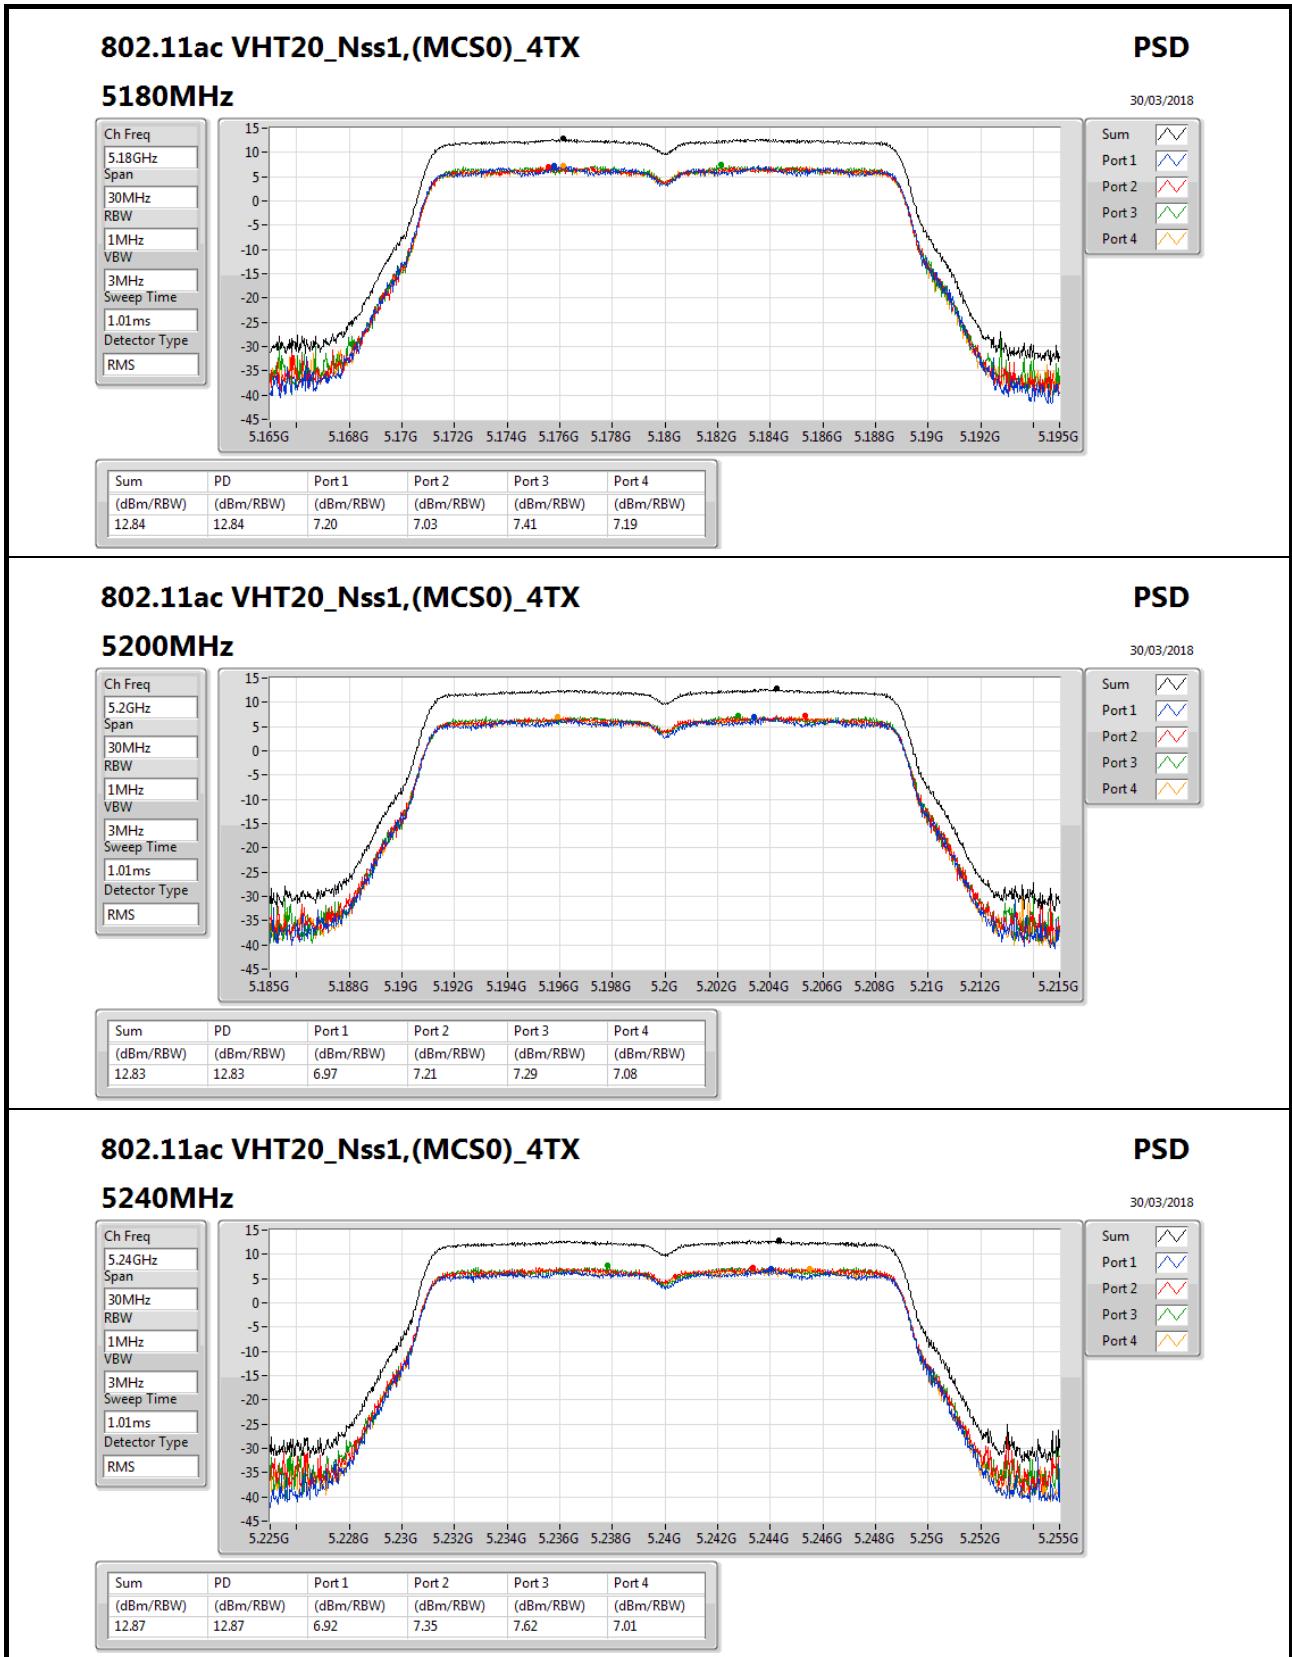 802.11ac VHT20_Nss1,(MCS0)_4TX PSD
5180MHz 30/03/2018
Ch Freq
5.18GHz
Span
30MHz
RBW
1MHz
VBW
3MHz
Sweep Time
1.01ms
Detector Type
RMS
15
10
5
0
-5
-10
-15
-20
-25
-30
-35
-40
-45
5.165G 5.168G 5.17G 5.172G 5.174G 5.176G 5.178G 5.18G 5.182G 5.184G 5.186G 5.188G 5.19G 5.192G 5.195G
Sum
Port 1
Port 2
Port 3
Port 4
Sum PD Port 1 Port 2 Port 3 Port 4
(dBm/RBW) (dBm/RBW) (dBm/RBW) (dBm/RBW) (dBm/RBW) (dBm/RBW)
12.84 12.84 7.20 7.03 7.41 7.19
802.11ac VHT20_Nss1,(MCS0)_4TX PSD
5200MHz 30/03/2018
Ch Freq
5.2GHz
Span
30MHz
RBW
1MHz
VBW
3MHz
Sweep Time
1.01ms
Detector Type
RMS
15
10
5
0
-5
-10
-15
-20
-25
-30
-35
-40
-45
5.185G 5.188G 5.19G 5.192G 5.194G 5.196G 5.198G 5.2G 5.202G 5.204G 5.206G 5.208G 5.21G 5.212G 5.215G
Sum
Port 1
Port 2
Port 3
Port 4
Sum PD Port 1 Port 2 Port 3 Port 4
(dBm/RBW) (dBm/RBW) (dBm/RBW) (dBm/RBW) (dBm/RBW) (dBm/RBW)
12.83 12.83 6.97 7.21 7.29 7.08
802.11ac VHT20_Nss1,(MCS0)_4TX PSD
5240MHz 30/03/2018
Ch Freq
5.24GHz
Span
30MHz
RBW
1MHz
VBW
3MHz
Sweep Time
1.01ms
Detector Type
RMS
15
10
5
0
-5
-10
-15
-20
-25
-30
-35
-40
-45
5.225G 5.228G 5.23G 5.232G 5.234G 5.236G 5.238G 5.24G 5.242G 5.244G 5.246G 5.248G 5.25G 5.252G 5.255G
Sum
Port 1
Port 2
Port 3
Port 4
Sum PD Port 1 Port 2 Port 3 Port 4
(dBm/RBW) (dBm/RBW) (dBm/RBW) (dBm/RBW) (dBm/RBW) (dBm/RBW)
12.87 12.87 6.92 7.35 7.62 7.01